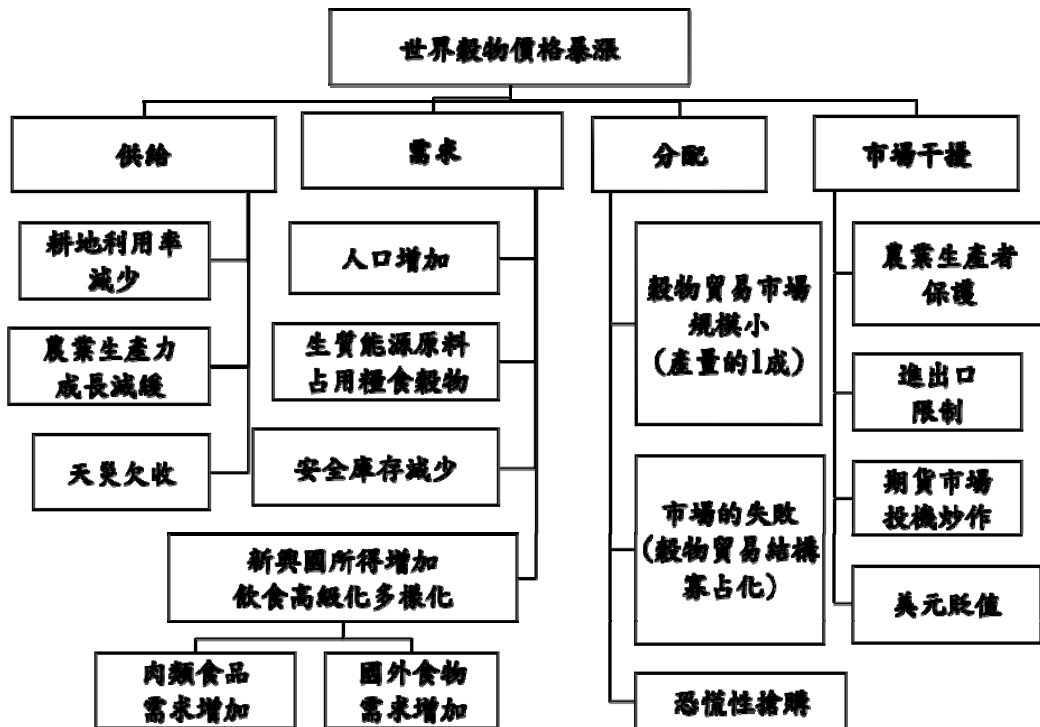 世界穀物價格暴漲
供給
需求
分配
市場干擾
耕地利用率
減少
農業生產力
成長減緩
天災欠收
人口增加
生質能源原料
占用糧食穀物
安全庫存減少
新興國所得增加
飲食高級化多樣化
肉類食品
需求增加
國外食物
需求增加
穀物貿易市場
規模小
(產量的1成)
市場的失敗
(穀物貿易結構
寡占化)
恐慌性搶購
農業生產者
保護
進出口
限制
期貨市場
投機炒作
美元貶值